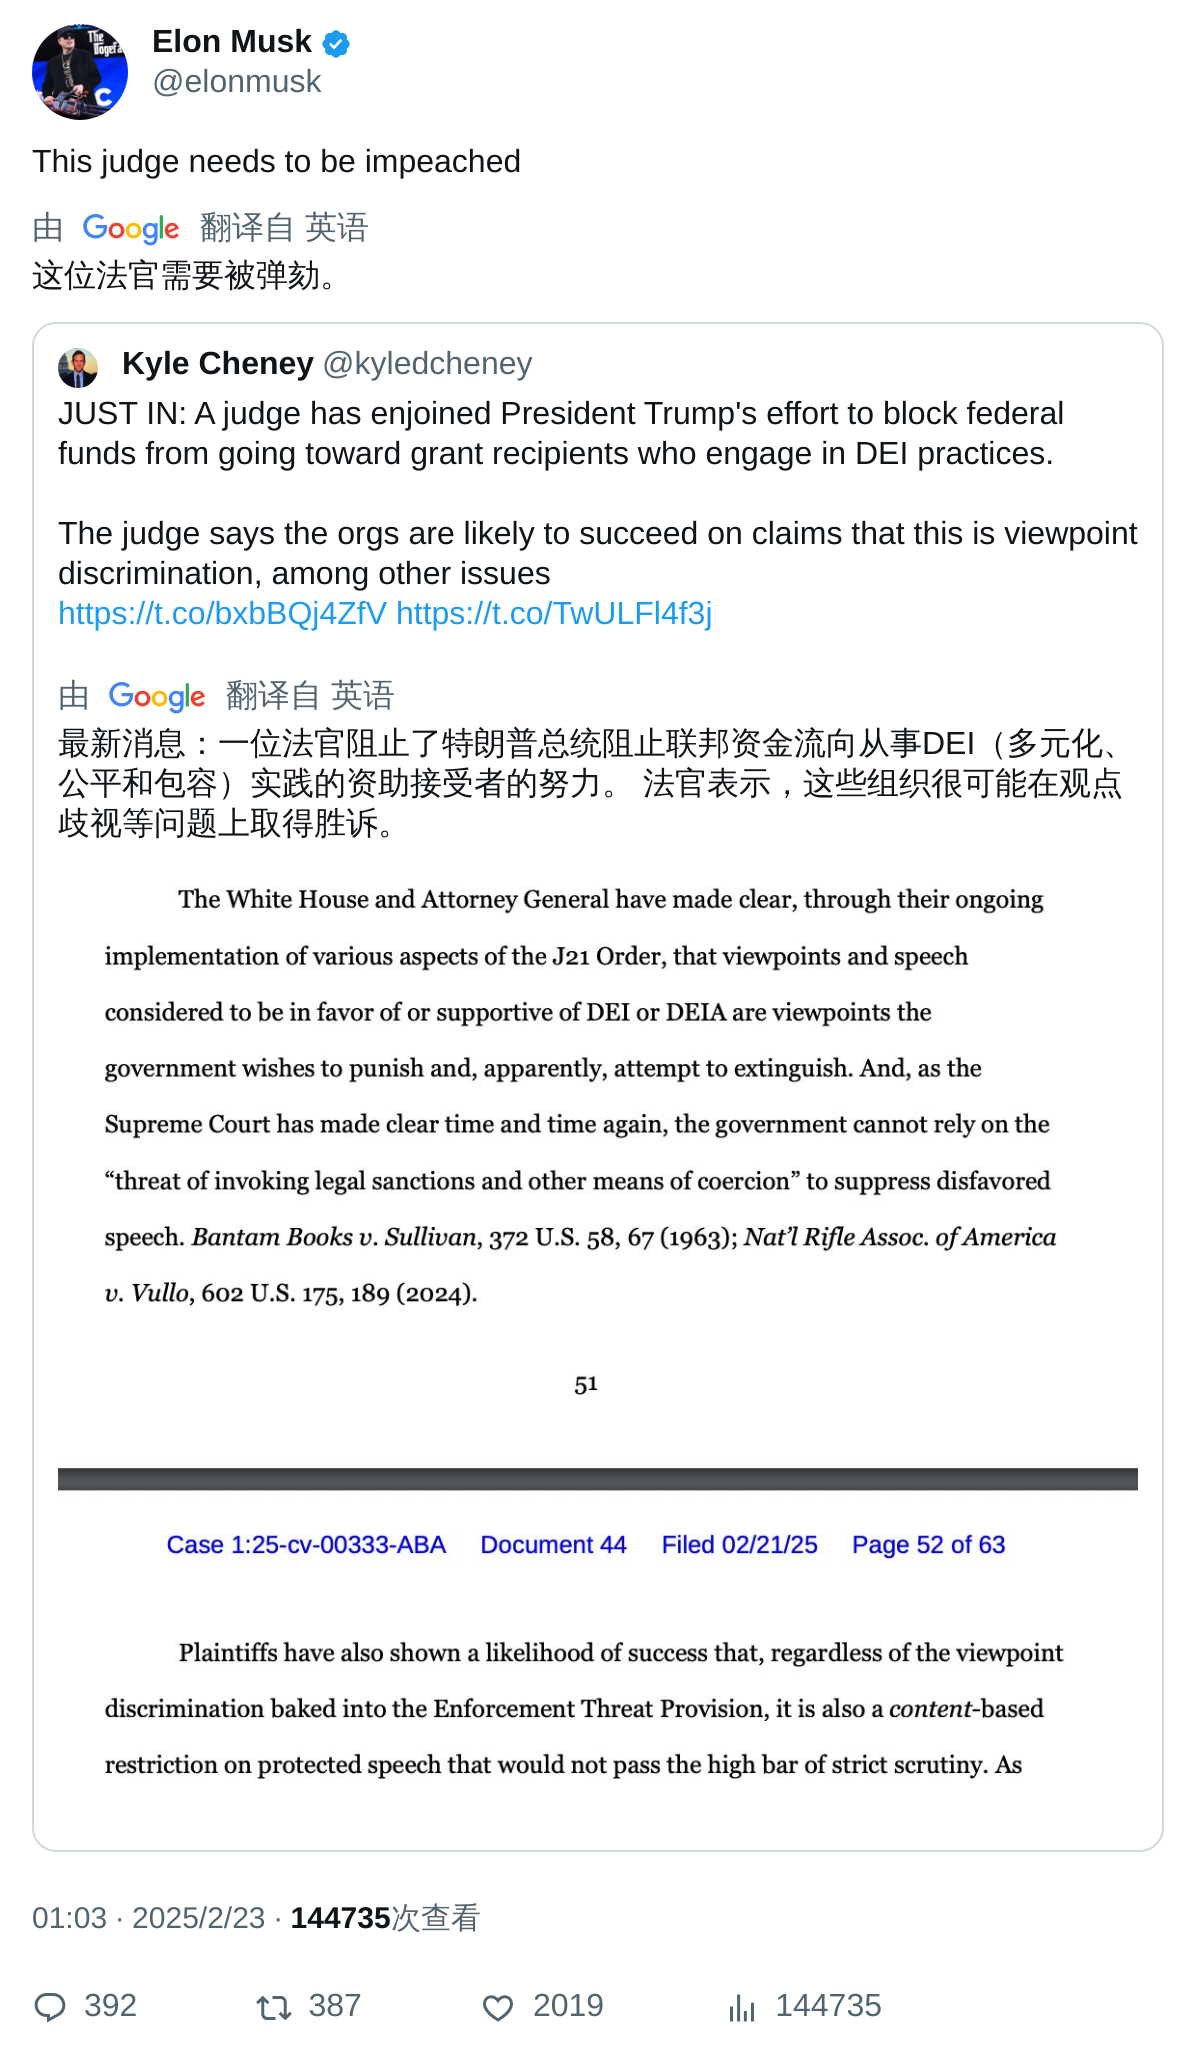 The
Dogefa
C
Elon Musk
@elonmusk
This judge needs to be impeached
由 Google 翻译自 英语
这位法官需要被弹劾。
Kyle Cheney @kyledcheney
JUST IN: A judge has enjoined President Trump's effort to block federal
funds from going toward grant recipients who engage in DEI practices.
The judge says the orgs are likely to succeed on claims that this is viewpoint
discrimination, among other issues
https://t.co/bxbBQj4ZfV https://t.co/TwULFl4f3j
由 Google 翻译自 英语
最新消息：一位法官阻止了特朗普总统阻止联邦资金流向从事DEI（多元化、
公平和包容）实践的资助接受者的努力。 法官表示，这些组织很可能在观点
歧视等问题上取得胜诉。
The White House and Attorney General have made clear, through their ongoing
implementation of various aspects of the J21 Order, that viewpoints and speech
considered to be in favor of or supportive of DEI or DEIA are viewpoints the
government wishes to punish and, apparently, attempt to extinguish. And, as the
Supreme Court has made clear time and time again, the government cannot rely on the
“threat of invoking legal sanctions and other means of coercion” to suppress disfavored
speech. Bantam Books v. Sullivan, 372 U.S. 58, 67 (1963); Nat’l Rifle Assoc. of America
v. Vullo, 602 U.S. 175, 189 (2024).
51
Case 1:25-cv-00333-ABA Document 44 Filed 02/21/25 Page 52 of 63
Plaintiffs have also shown a likelihood of success that, regardless of the viewpoint
discrimination baked into the Enforcement Threat Provision, it is also a content-based
restriction on protected speech that would not pass the high bar of strict scrutiny. As
01:03 · 2025/2/23 · 144735次查看
392 387 2019 144735